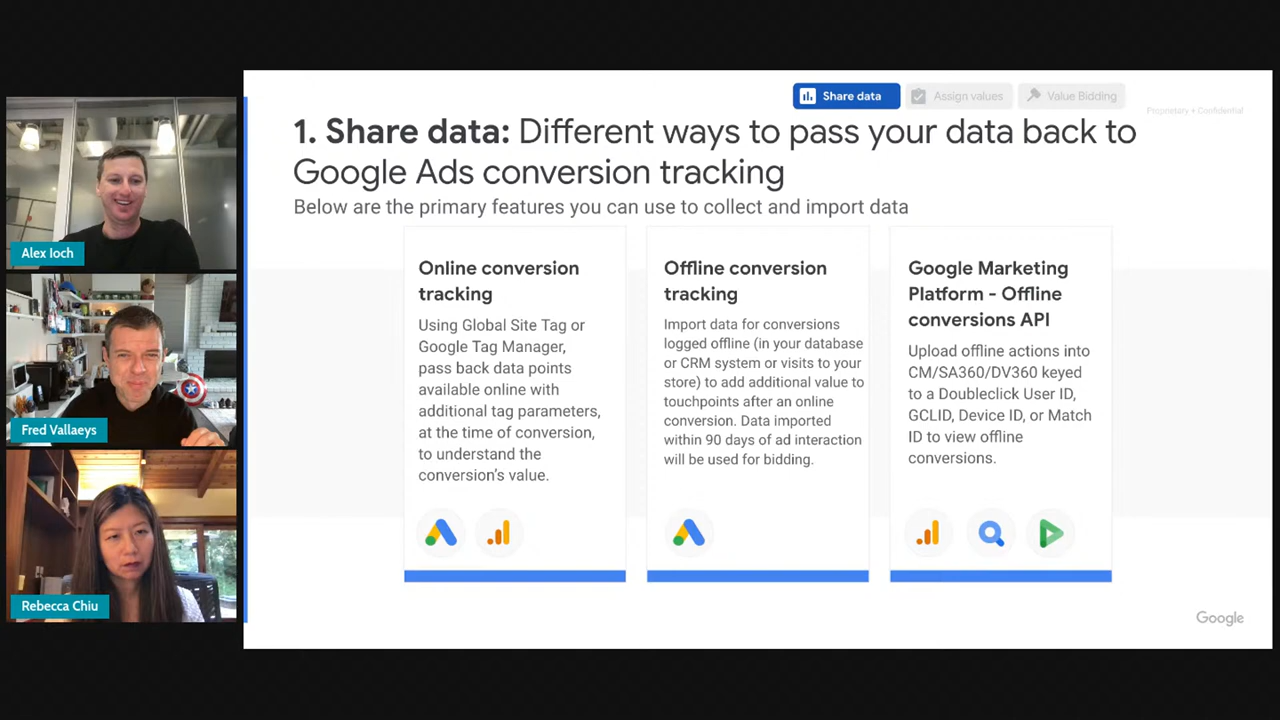 Share data
Assign values
Value Bidding
Proprietary + Confidential
1. Share data: Different ways to pass your data back to
Google Ads conversion tracking
Below are the primary features you can use to collect and import data
Alex Ioch
Fred Vallaeys
Rebecca Chiu
Online conversion
tracking
Using Global Site Tag or
Google Tag Manager,
pass back data points
available online with
additional tag parameters,
at the time of conversion,
to understand the
conversion's value.
Offline conversion
tracking
Import data for conversions
logged offline (in your database
or CRM system or visits to your
store) to add additional value to
touchpoints after an online
conversion. Data imported
within 90 days of ad interaction
will be used for bidding.
Google Marketing
Platform - Offline
conversions API
Upload offline actions into
CM/SA360/DV360 keyed
to a Doubleclick User ID,
GCLID, Device ID, or Match
ID to view offline
conversions.
Google